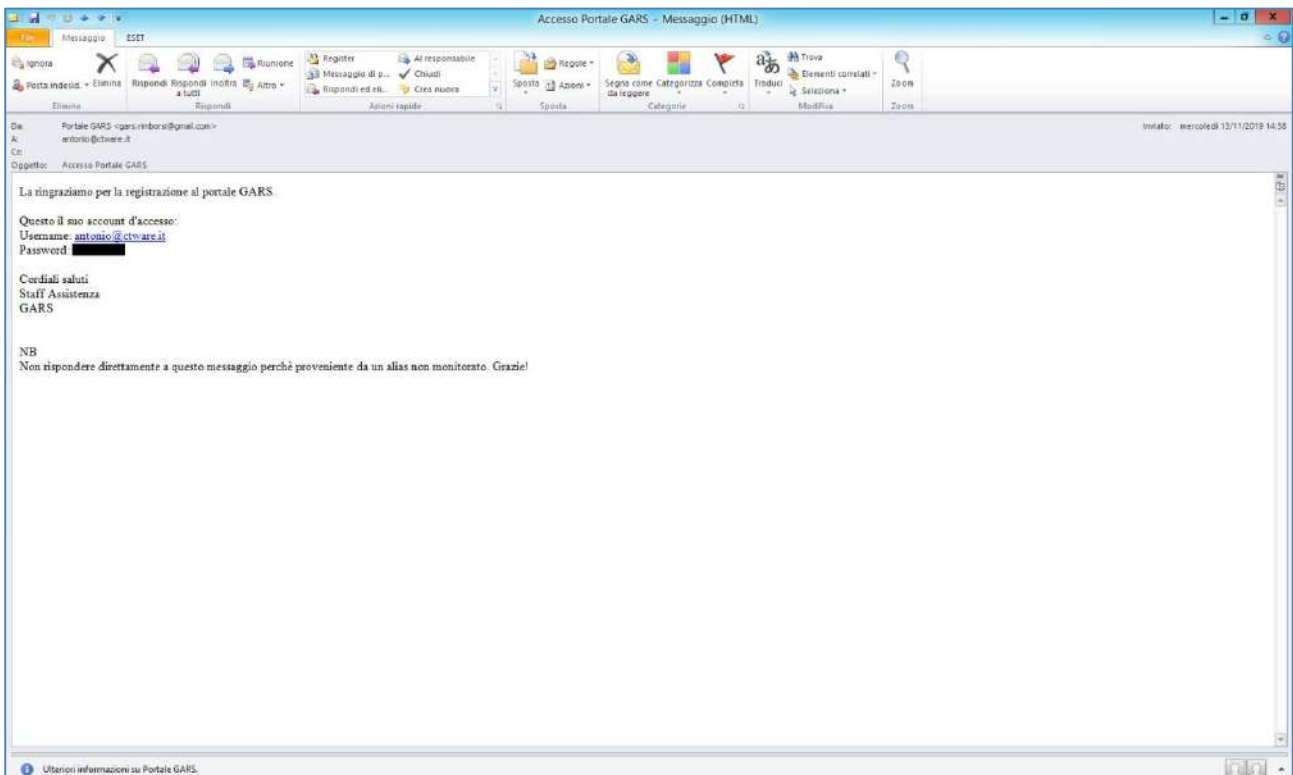 Accesso Portale GARS - Messaggio (HTML)
File Messaggio ESET
Ignora
Posta indesid. Elimina
Rispondi Rispondi a tutti Inoltra
Riunione
Altro
Elimina
Rispondi
Register
Messaggio di p...
Rispondi ed eli...
Al responsabile
Chiudi
Crea nuova
Azioni rapide
Sposta
Regole
Azioni
Sposta
Segna come da leggere
Categorizza
Completa
Categorie
Traduci
Trova
Elementi correlati
Seleziona
Modifica
Zoom
Zoom
Da: Portale GARS <gars.rimborsi@gmail.com>
Inviato: mercoledì 13/11/2019 14:58
A: antonio@ctware.it
Cc:
Oggetto: Accesso Portale GARS
La ringraziamo per la registrazione al portale GARS.
Questo il suo account d'accesso:
Username: antonio@ctware.it
Password:
Cordiali saluti
Staff Assistenza
GARS
NB
Non rispondere direttamente a questo messaggio perchè proveniente da un alias non monitorato. Grazie!
Ulteriori informazioni su Portale GARS.